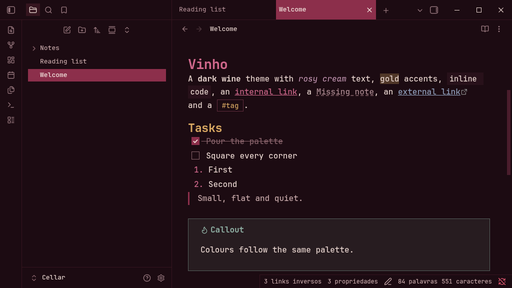 Reading list
Welcome
Notes
Reading list
Welcome
Welcome
Vinho
A dark wine theme with rosy cream text, gold accents, inline
code, an internal link, a Missing note, an external link
and a #tag.
Tasks
Pour the palette
Square every corner
1. First
2. Second
Small, flat and quiet.
Callout
Colours follow the same palette.
Cellar
3 links inversos 3 propriedades 84 palavras 551 caracteres